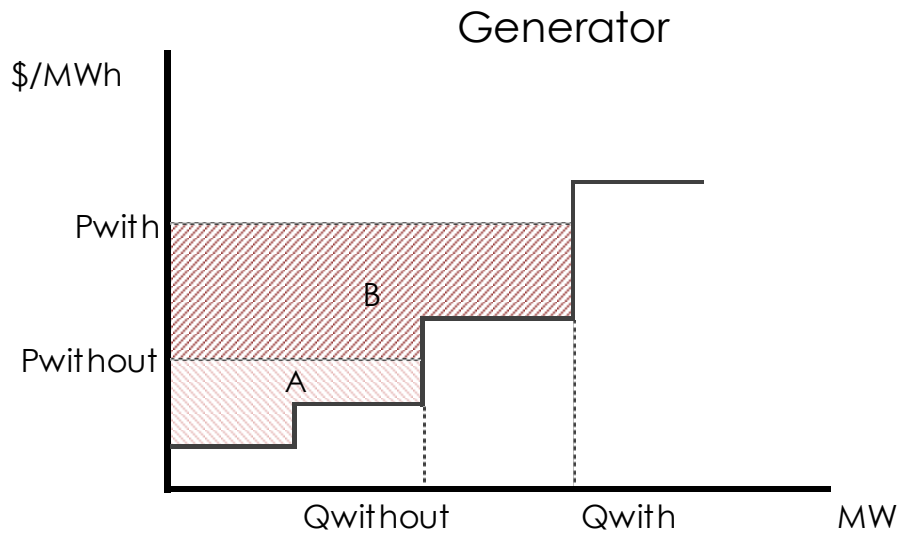 Generator
$/MWh
Pwith
B
Pwithout
A
Qwithout
Qwith
MW